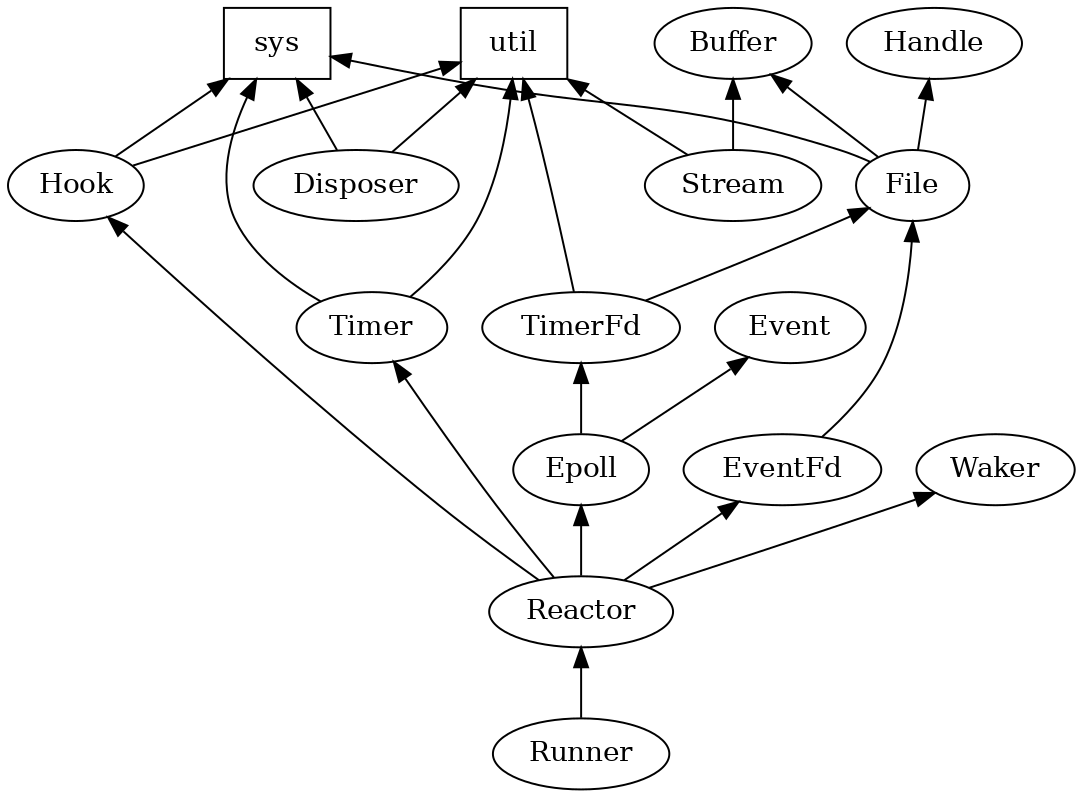 sys
util
Buffer
Handle
Hook
Disposer
Stream
File
Timer
TimerFd
Event
Epoll
EventFd
Waker
Reactor
Runner